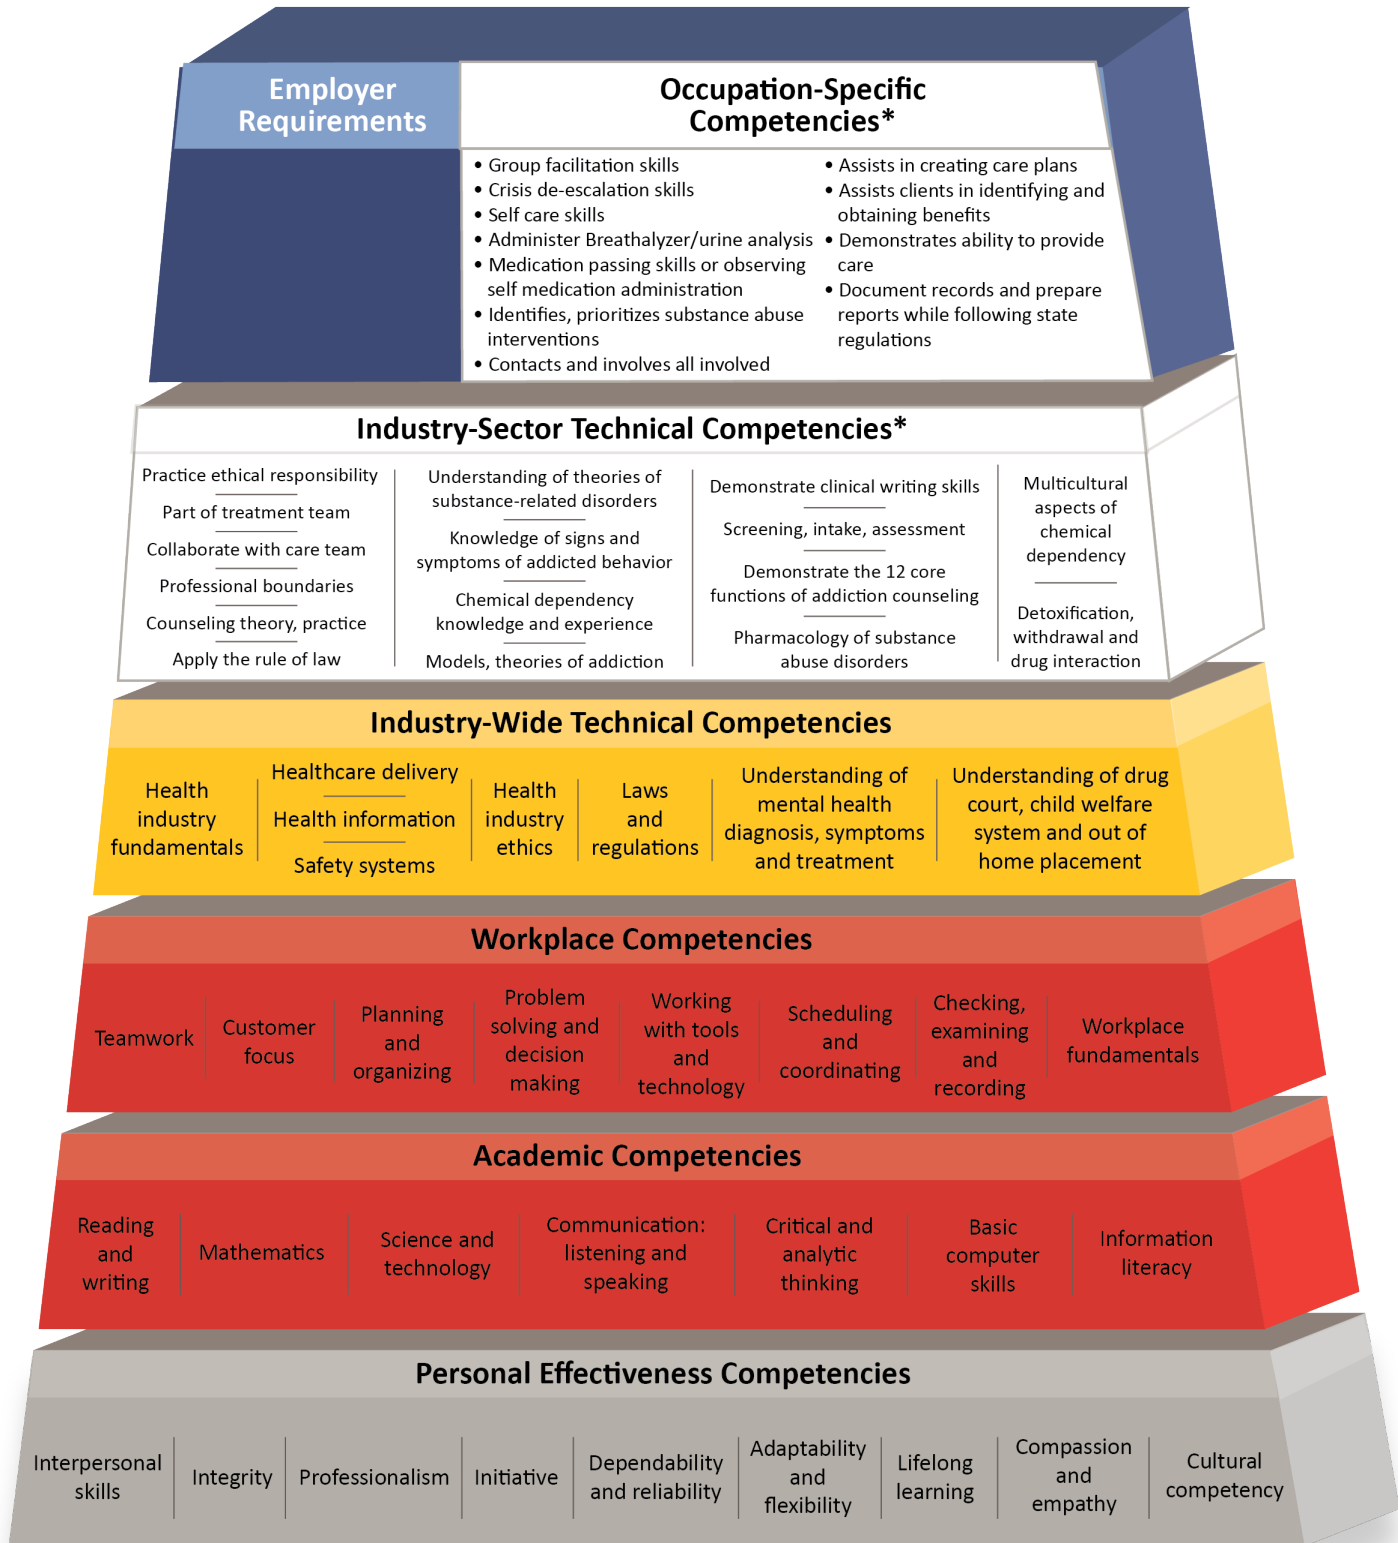 Employer
Requirements
Occupation-Specific
Competencies*
• Group facilitation skills
• Crisis de-escalation skills
• Self care skills
• Administer Breathalyzer/urine analysis
• Medication passing skills or observing
self medication administration
• Identifies, prioritizes substance abuse
interventions
• Contacts and involves all involved
• Assists in creating care plans
• Assists clients in identifying and
obtaining benefits
• Demonstrates ability to provide
care
• Document records and prepare
reports while following state
regulations
Industry-Sector Technical Competencies*
Practice ethical responsibility
Part of treatment team
Collaborate with care team
Professional boundaries
Counseling theory, practice
Apply the rule of law
Understanding of theories of
substance-related disorders
Knowledge of signs and
symptoms of addicted behavior
Chemical dependency
knowledge and experience
Models, theories of addiction
Demonstrate clinical writing skills
Screening, intake, assessment
Demonstrate the 12 core
functions of addiction counseling
Pharmacology of substance
abuse disorders
Multicultural
aspects of
chemical
dependency
Detoxification,
withdrawal and
drug interaction
Industry-Wide Technical Competencies
Health
industry
fundamentals
Healthcare delivery
Health information
Safety systems
Health
industry
ethics
Laws
and
regulations
Understanding of
mental health
diagnosis, symptoms
and treatment
Understanding of drug
court, child welfare
system and out of
home placement
Workplace Competencies
Teamwork
Customer
focus
Planning
and
organizing
Problem
solving and
decision
making
Working
with tools
and
technology
Scheduling
and
coordinating
Checking,
examining
and
recording
Workplace
fundamentals
Academic Competencies
Reading
and
writing
Mathematics
Science and
technology
Communication:
listening and
speaking
Critical and
analytic
thinking
Basic
computer
skills
Information
literacy
Personal Effectiveness Competencies
Interpersonal
skills
Integrity
Professionalism
Initiative
Dependability
and reliability
Adaptability
and
flexibility
Lifelong
learning
Compassion
and
empathy
Cultural
competency